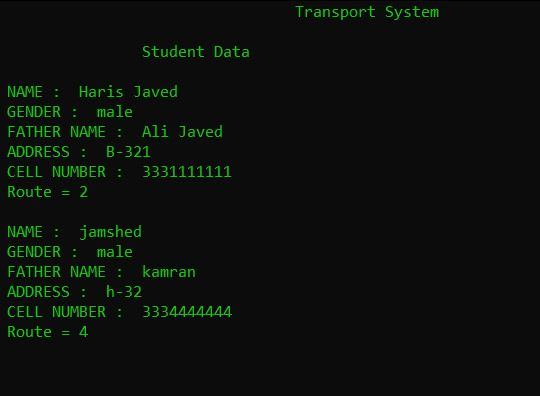 Transport System
Student Data
NAME :  Haris Javed
GENDER :  male
FATHER NAME :  Ali Javed
ADDRESS :  B-321
CELL NUMBER :  3331111111
Route = 2
NAME :  jamshed
GENDER :  male
FATHER NAME :  kamran
ADDRESS :  h-32
CELL NUMBER :  3334444444
Route = 4